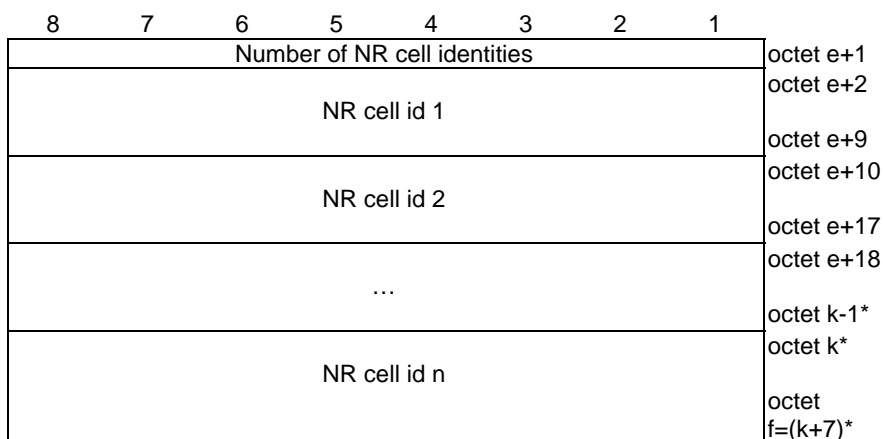 8 7 6 5 4 3 2 1
Number of NR cell identities octet e+1
octet e+2
NR cell id 1
octet e+9
octet e+10
NR cell id 2
octet e+17
octet e+18
…
octet k-1*
octet k*
NR cell id n
octet
f=(k+7)*